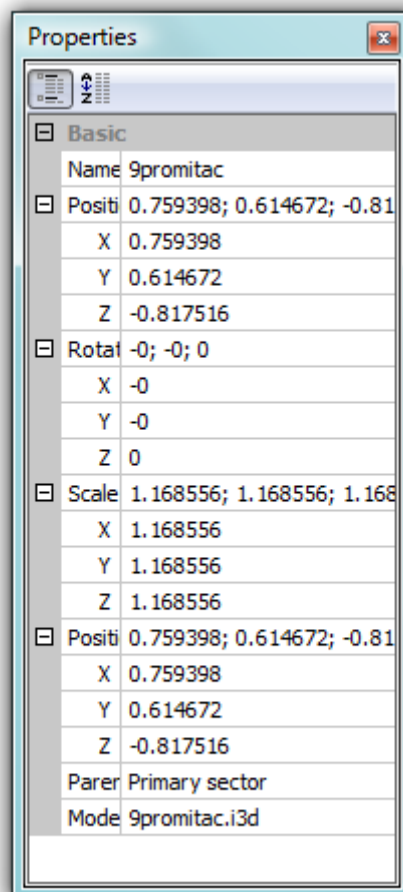 Properties
Basic
Name 9promitac
Positi 0.759398; 0.614672; -0.81
X 0.759398
Y 0.614672
Z -0.817516
Rotat -0; -0; 0
X -0
Y -0
Z 0
Scale 1.168556; 1.168556; 1.168
X 1.168556
Y 1.168556
Z 1.168556
Positi 0.759398; 0.614672; -0.81
X 0.759398
Y 0.614672
Z -0.817516
Paren Primary sector
Mode 9promitac.i3d